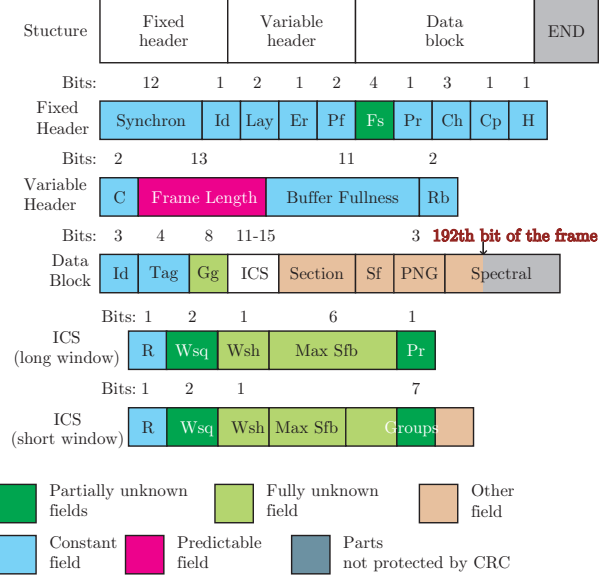 Stucture
Fixed header
Variable header
Data block
END
Bits: 12 1 2 1 2 4 1 3 1 1
Fixed Header
Synchron Id Lay Er Pf Fs Pr Ch Cp H
Bits: 2 13 11 2
Variable Header
C Frame Length Buffer Fullness Rb
Bits: 3 4 8 11-15 3 192th bit of the frame
Data Block
Id Tag Gg ICS Section Sf PNG Spectral
Bits: 1 2 1 6 1
ICS (long window)
R Wsq Wsh Max Sfb Pr
Bits: 1 2 1 7
ICS (short window)
R Wsq Wsh Max Sfb Groups
Partially unknown fields
Fully unknown field
Other field
Constant field
Predictable field
Parts not protected by CRC